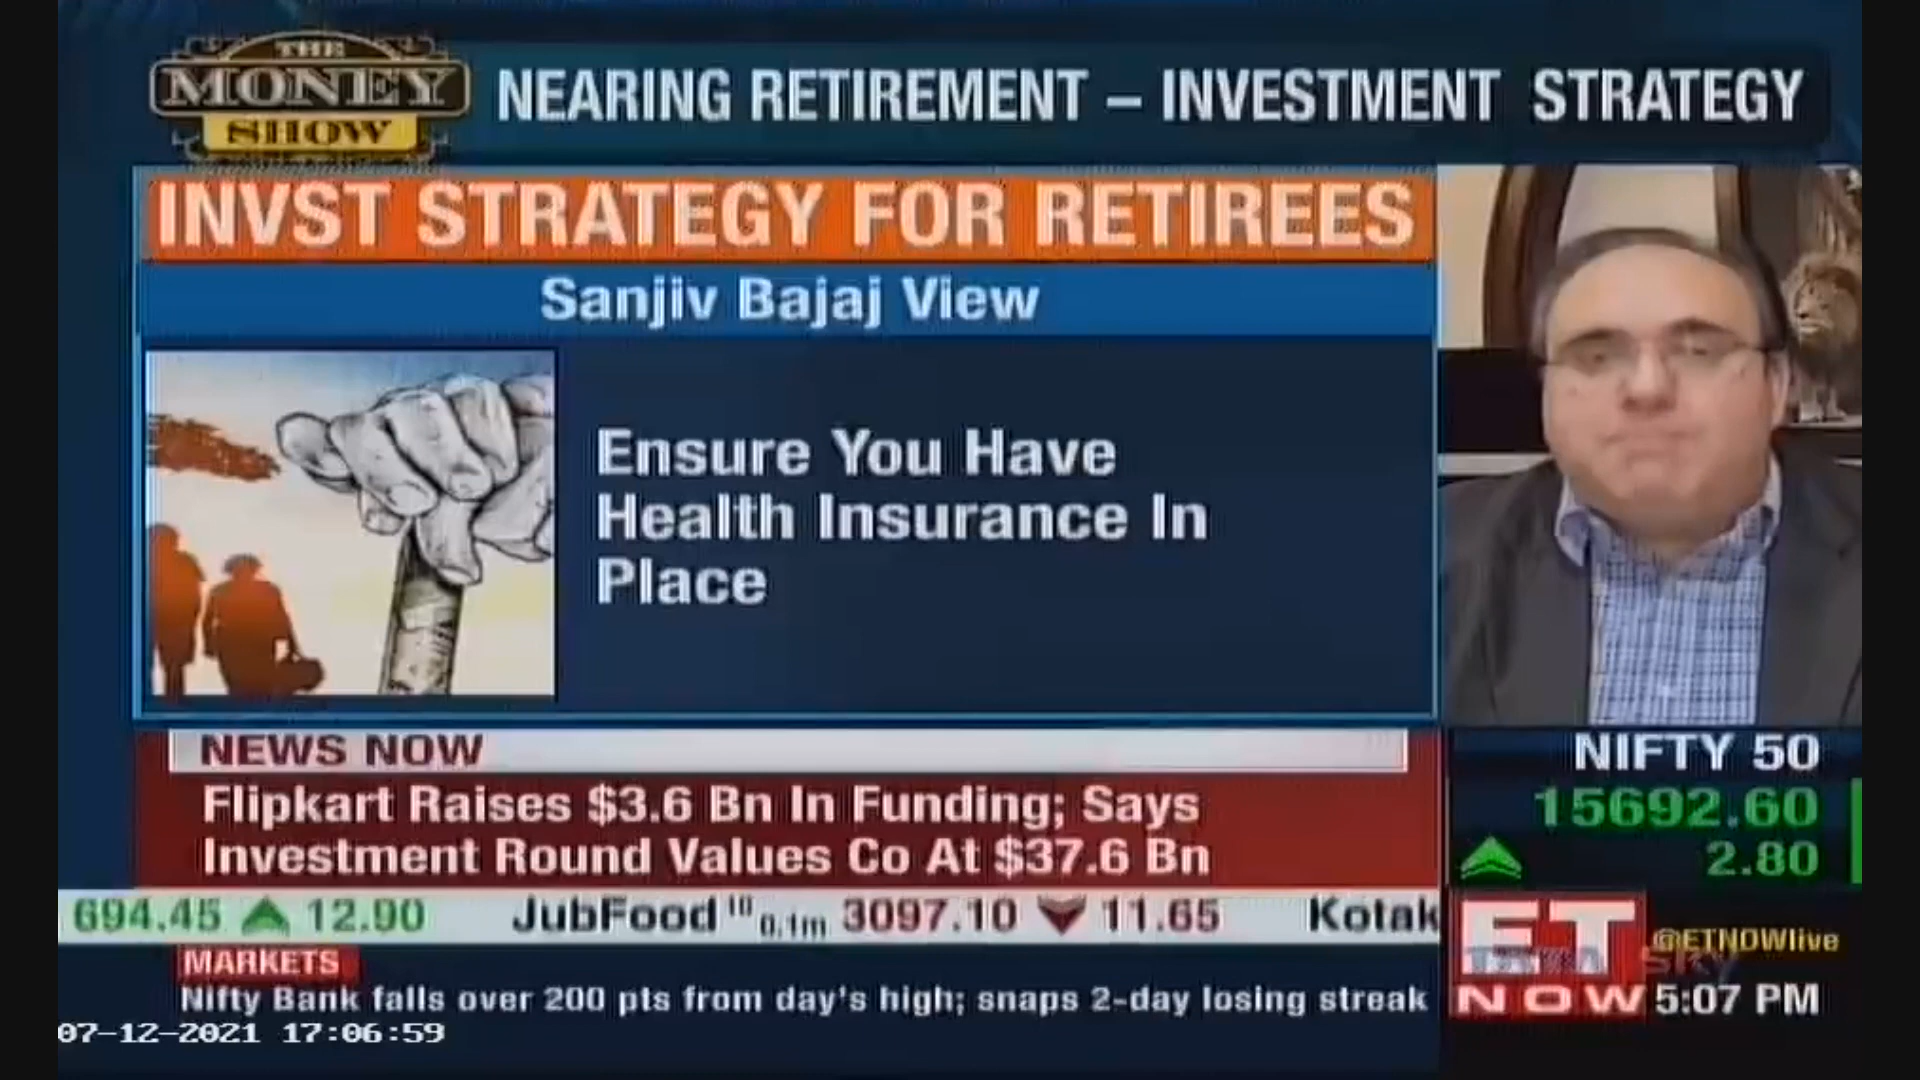 THE
MONEY
SHOW
NEARING RETIREMENT – INVESTMENT STRATEGY
INVST STRATEGY FOR RETIREES
Sanjiv Bajaj View
Ensure You Have
Health Insurance In
Place
NEWS NOW
Flipkart Raises $3.6 Bn In Funding; Says
Investment Round Values Co At $37.6 Bn
NIFTY 50
15692.60
2.80
694.45 12.90 JubFood 0.1m 3097.10 11.65 Kotak
MARKETS
Nifty Bank falls over 200 pts from day's high; snaps 2-day losing streak
ET
NOW
@ETNOWlive
sky
5:07 PM
07-12-2021 17:06:59